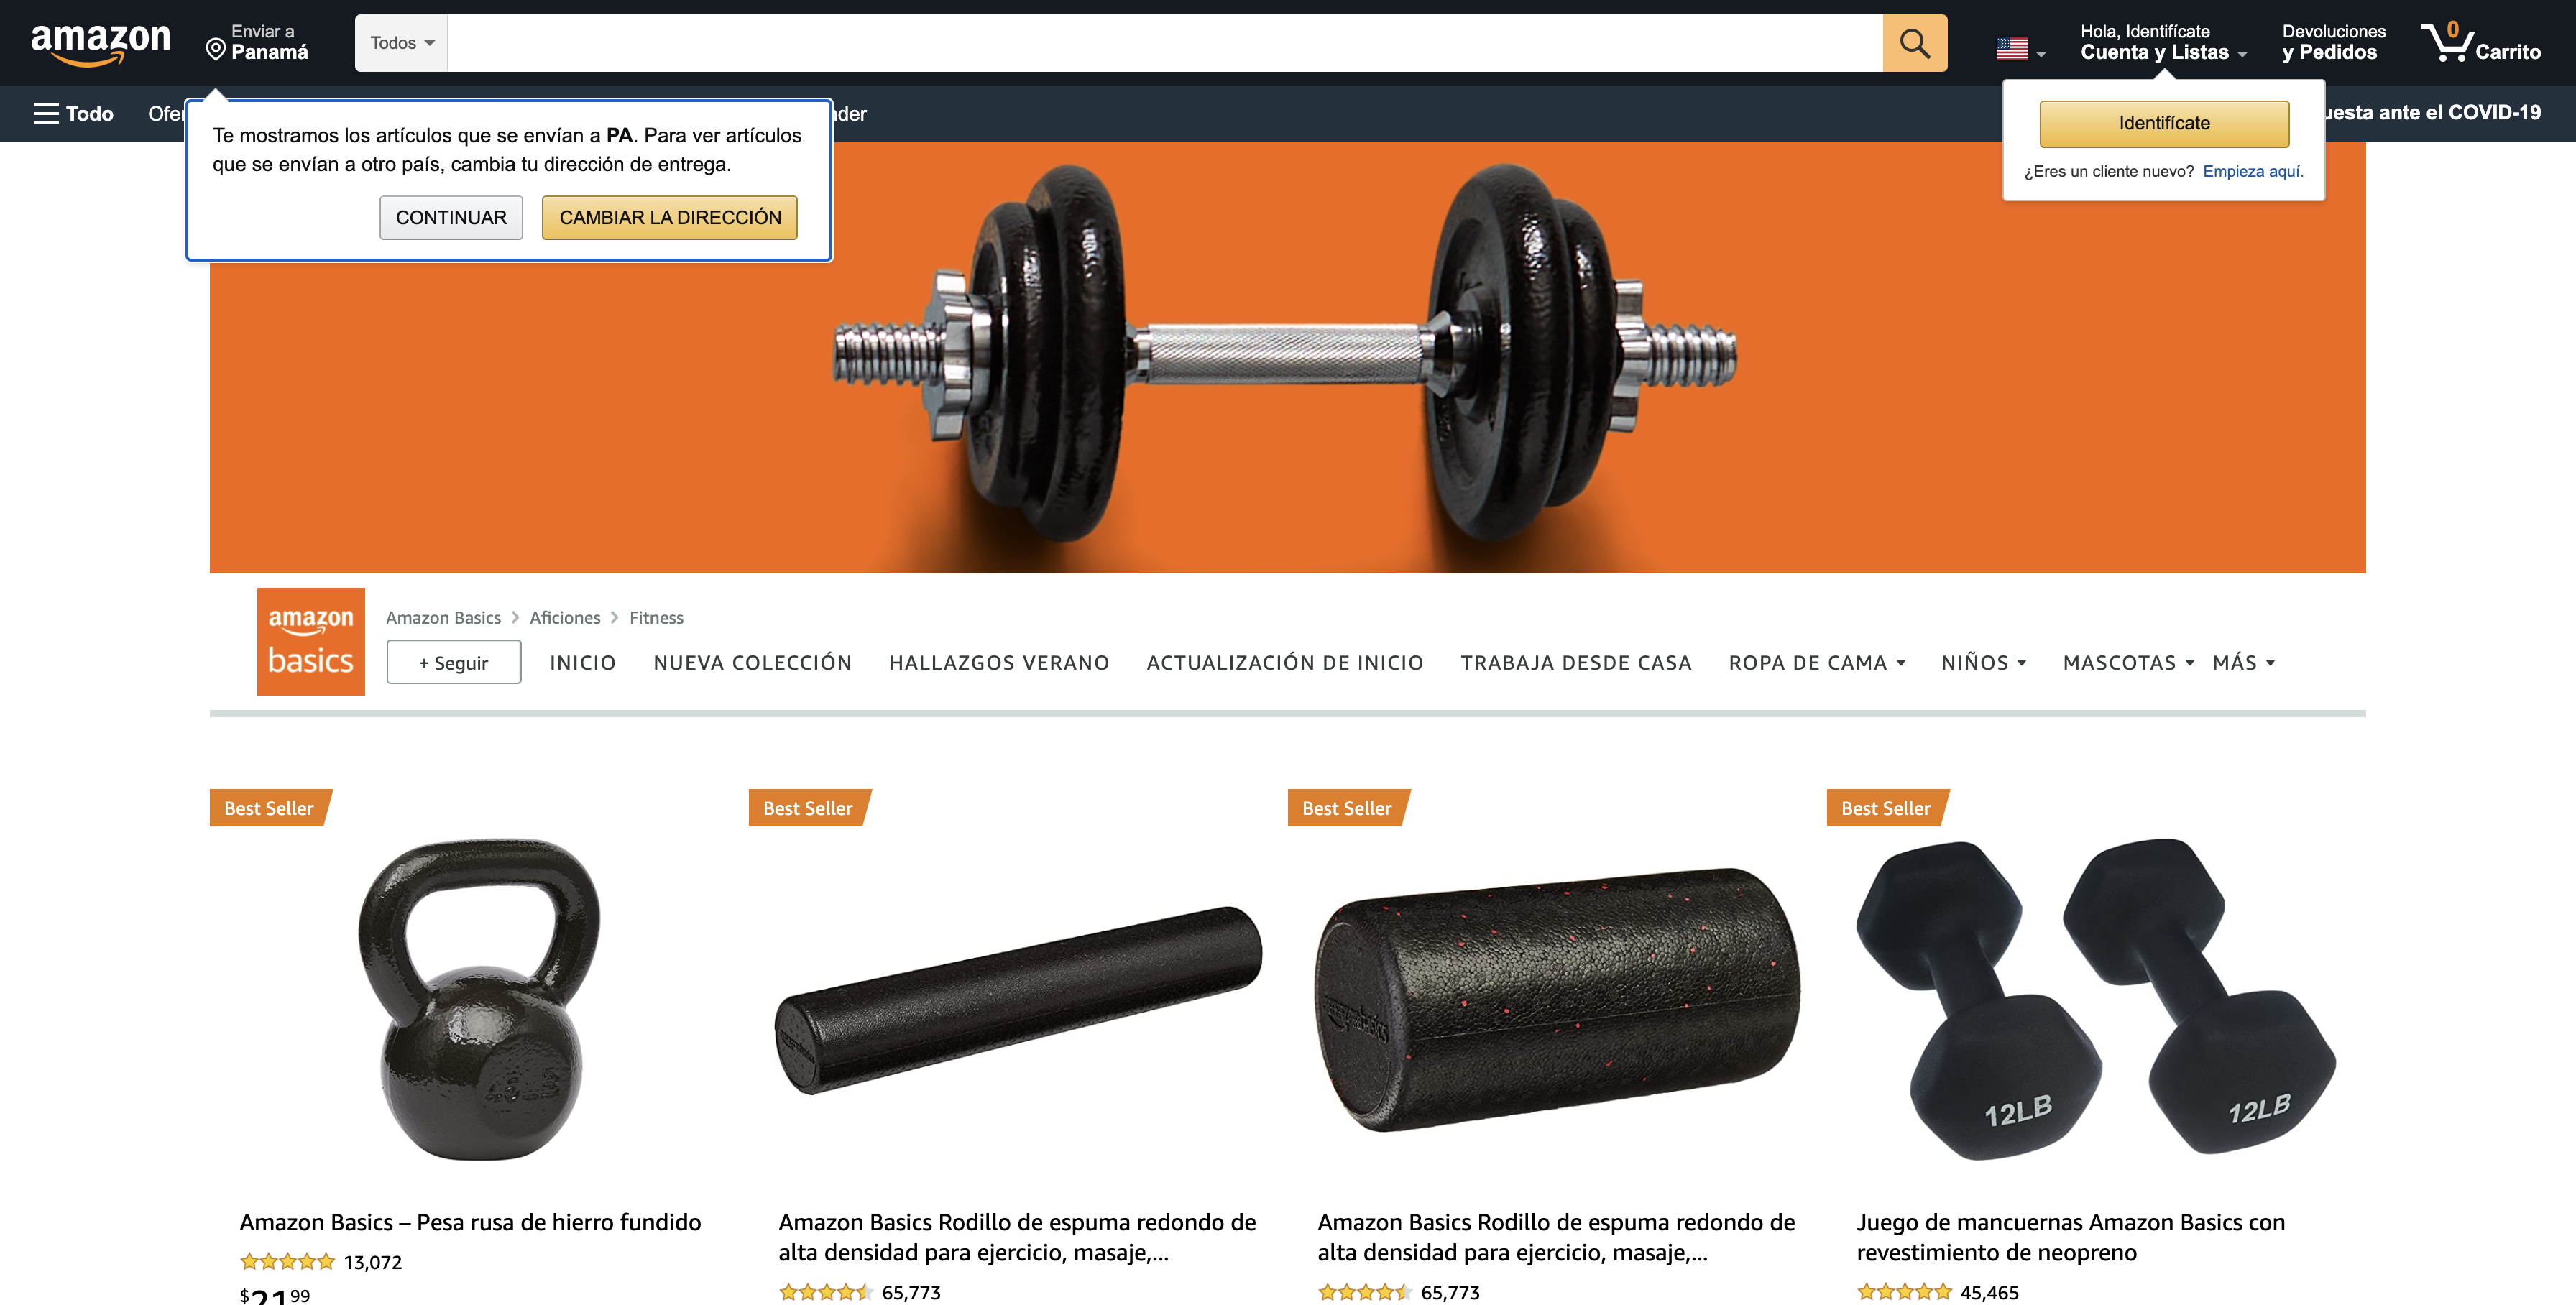 amazon
Enviar a
Panamá
Todos
Hola, Identifícate
Cuenta y Listas
Devoluciones
y Pedidos
0
Carrito
Todo
Ofer
nder
uesta ante el COVID-19
Te mostramos los artículos que se envían a PA. Para ver artículos
que se envían a otro país, cambia tu dirección de entrega.
CONTINUAR
CAMBIAR LA DIRECCIÓN
Identifícate
¿Eres un cliente nuevo? Empieza aquí.
amazon
basics
Amazon Basics > Aficiones > Fitness
+ Seguir
INICIO
NUEVA COLECCIÓN
HALLAZGOS VERANO
ACTUALIZACIÓN DE INICIO
TRABAJA DESDE CASA
ROPA DE CAMA
NIÑOS
MASCOTAS
MÁS
Best Seller
Amazon Basics – Pesa rusa de hierro fundido
13,072
$21.99
Best Seller
Amazon Basics Rodillo de espuma redondo de
alta densidad para ejercicio, masaje,...
65,773
Best Seller
Amazon Basics Rodillo de espuma redondo de
alta densidad para ejercicio, masaje,...
65,773
Best Seller
12LB
12LB
Juego de mancuernas Amazon Basics con
revestimiento de neopreno
45,465